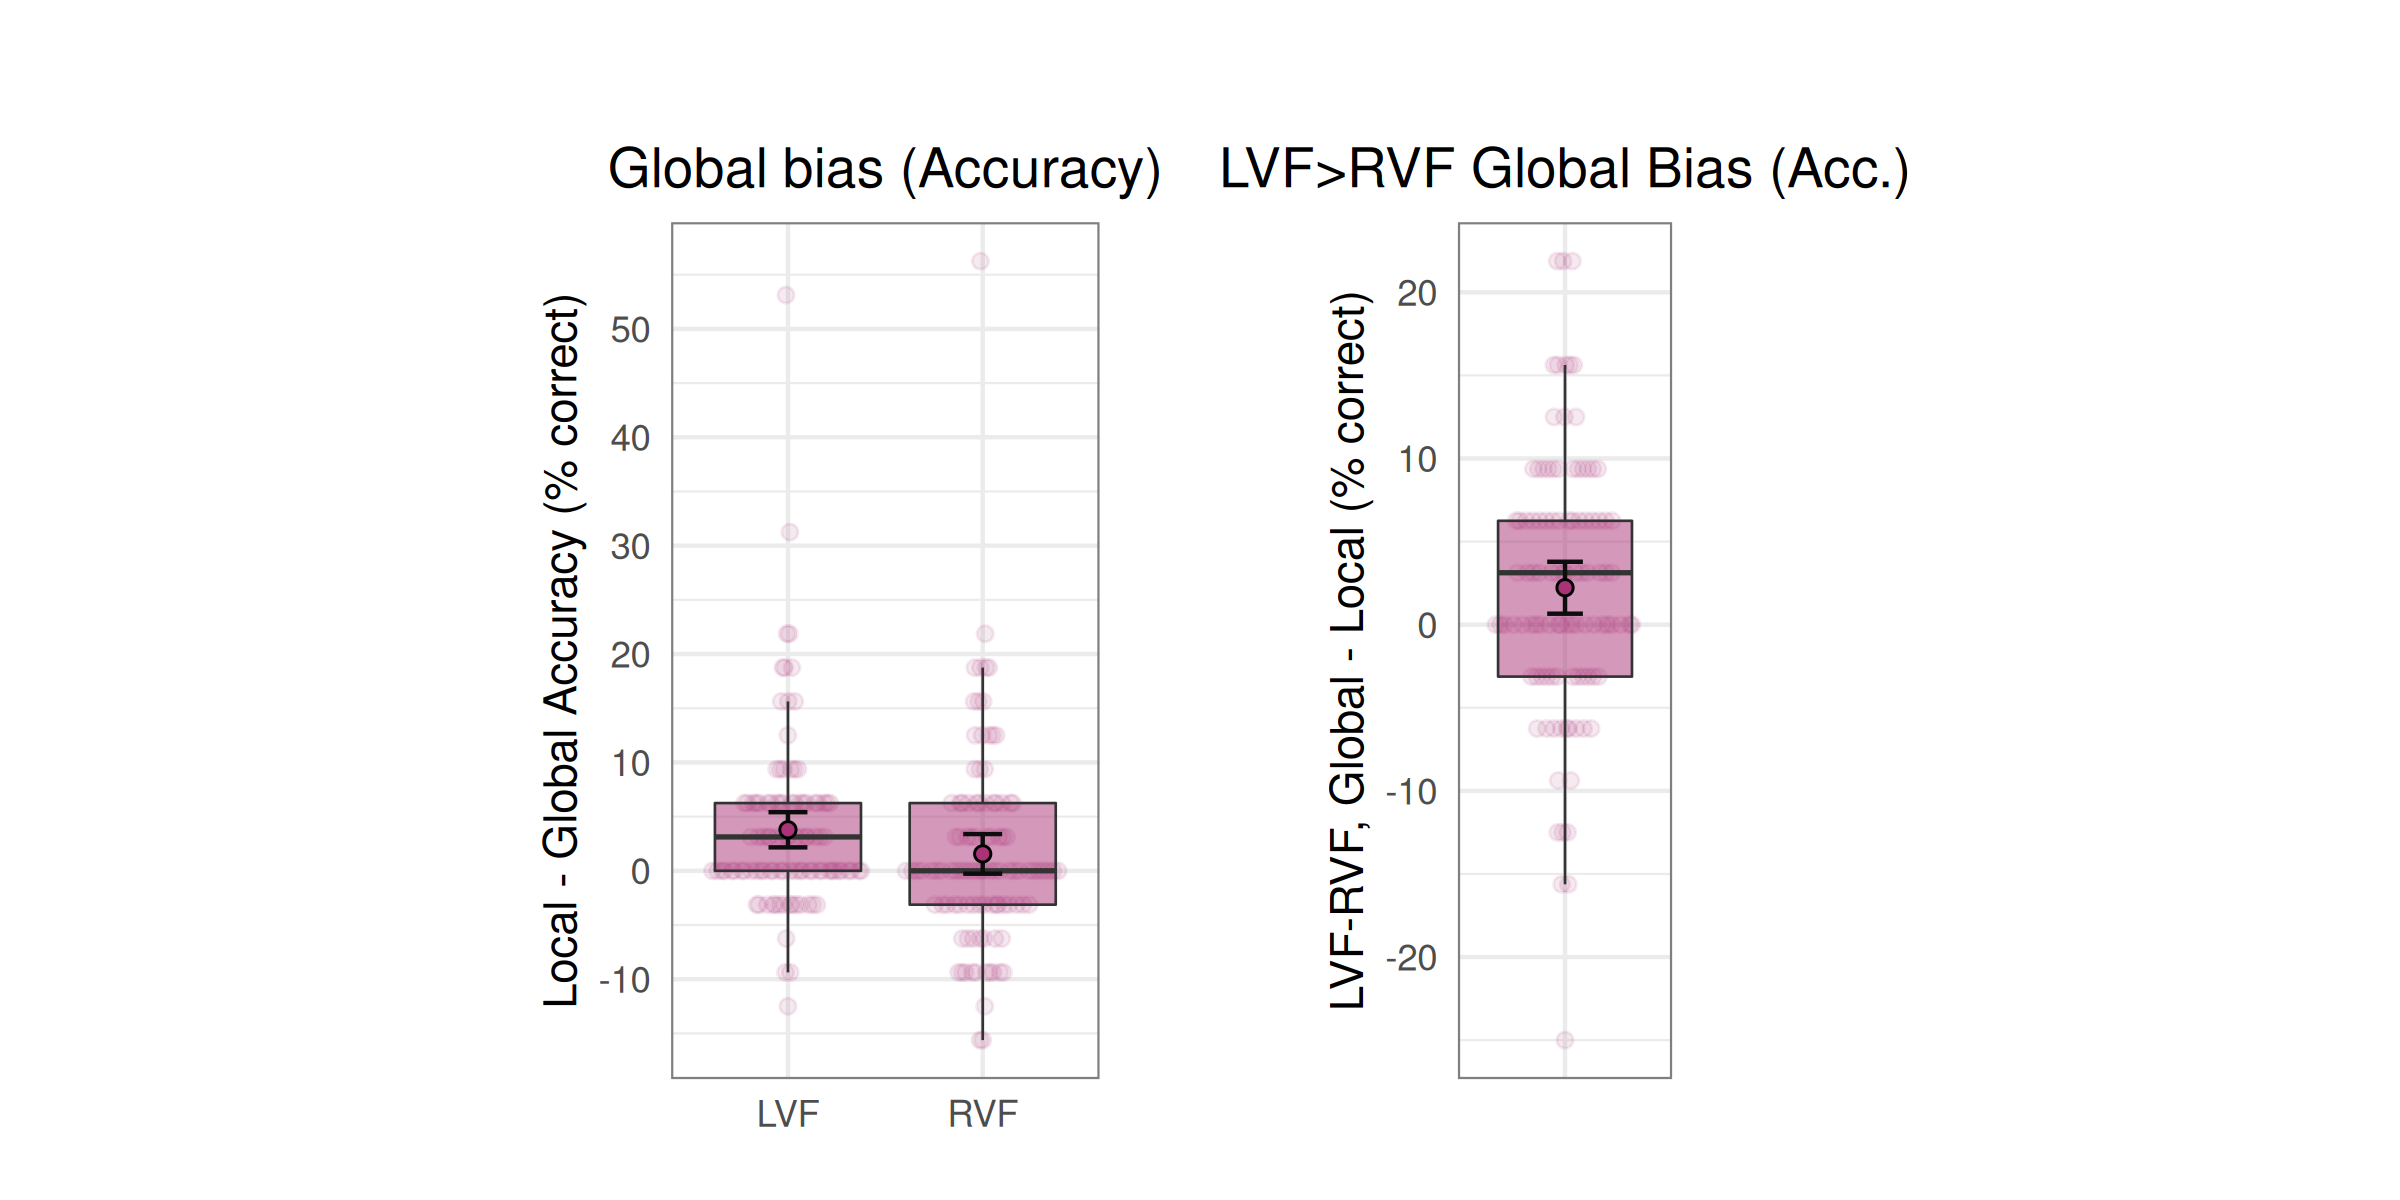 Global bias (Accuracy)
Local - Global Accuracy (% correct)
50
40
30
20
10
0
-10
LVF
RVF
LVF>RVF Global Bias (Acc.)
LVF-RVF, Global - Local (% correct)
20
10
0
-10
-20